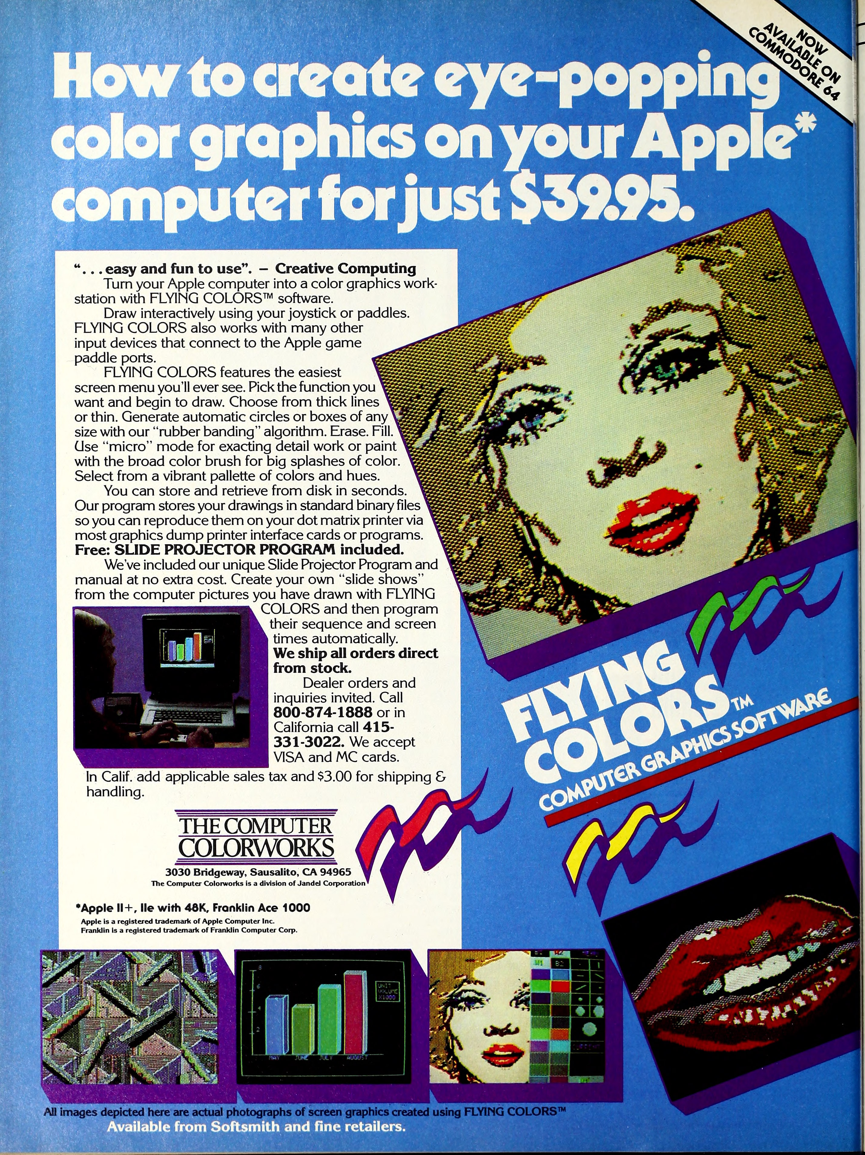 NOW
AVAILABLE ON
COMMODORE 64
How to create eye-popping
color graphics on your Apple*
computer for just $39.95.
“. . . easy and fun to use”. – Creative Computing
Turn your Apple computer into a color graphics work-
station with FLYING COLORS™ software.
Draw interactively using your joystick or paddles.
FLYING COLORS also works with many other
input devices that connect to the Apple game
paddle ports.
FLYING COLORS features the easiest
screen menu you'll ever see. Pick the function you
want and begin to draw. Choose from thick lines
or thin. Generate automatic circles or boxes of any
size with our “rubber banding” algorithm. Erase. Fill.
Use “micro” mode for exacting detail work or paint
with the broad color brush for big splashes of color.
Select from a vibrant pallette of colors and hues.
You can store and retrieve from disk in seconds.
Our program stores your drawings in standard binary files
so you can reproduce them on your dot matrix printer via
most graphics dump printer interface cards or programs.
Free: SLIDE PROJECTOR PROGRAM included.
We've included our unique Slide Projector Program and
manual at no extra cost. Create your own “slide shows”
from the computer pictures you have drawn with FLYING
COLORS and then program
their sequence and screen
times automatically.
We ship all orders direct
from stock.
Dealer orders and
inquiries invited. Call
800-874-1888 or in
California call 415-
331-3022. We accept
VISA and MC cards.
In Calif. add applicable sales tax and $3.00 for shipping &
handling.
THE COMPUTER
COLORWORKS
3030 Bridgeway, Sausalito, CA 94965
The Computer Colorworks is a division of Jandel Corporation
*Apple II+, IIe with 48K, Franklin Ace 1000
Apple is a registered trademark of Apple Computer Inc.
Franklin is a registered trademark of Franklin Computer Corp.
FLYING
COLORS™
COMPUTER GRAPHICS SOFTWARE
8
6
4
2
UNIT
VOLUME
X1000
MAY JUNE JULY AUGUST
All images depicted here are actual photographs of screen graphics created using FLYING COLORS™
Available from Softsmith and fine retailers.